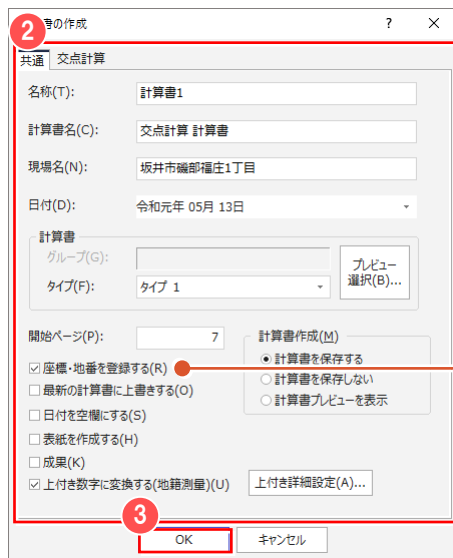 2
書の作成 ? ×
共通 交点計算
名称(T): 計算書1
計算書名(C): 交点計算 計算書
現場名(N): 坂井市磯部福庄1丁目
日付(D): 令和元年 05月 13日
計算書
グループ(G):
タイプ(F): タイプ 1
プレビュー
選択(B)...
開始ページ(P): 7
計算書作成(M)
計算書を保存する
計算書を保存しない
計算書プレビューを表示
座標・地番を登録する(R)
最新の計算書に上書きする(O)
日付を空欄にする(S)
表紙を作成する(H)
成果(K)
上付き数字に変換する(地籍測量)(U) 上付き詳細設定(A)...
3
OK キャンセル